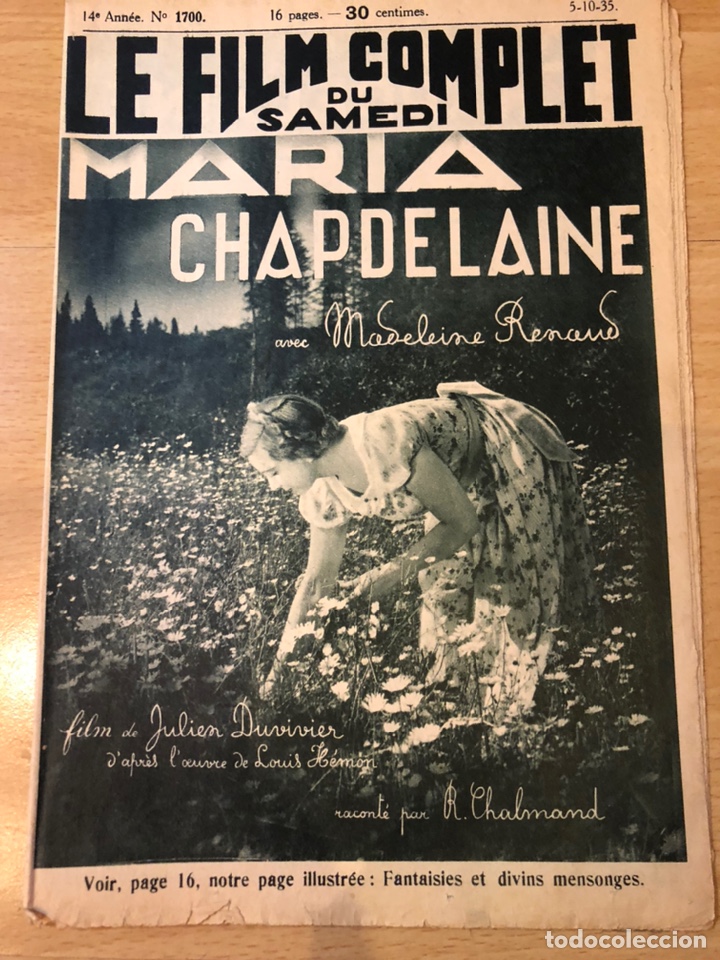 14e Année. No 1700.
16 pages. — 30 centimes.
5-10-35.
LE FILM COMPLET
DU
SAMEDI
MARIA
CHAPDELAINE
avec Madeleine Renaud
film de Julien Duvivier
d'après l'œuvre de Louis Hémon
raconté par R. Chalmand
Voir, page 16, notre page illustrée : Fantaisies et divins mensonges.
todocoleccion